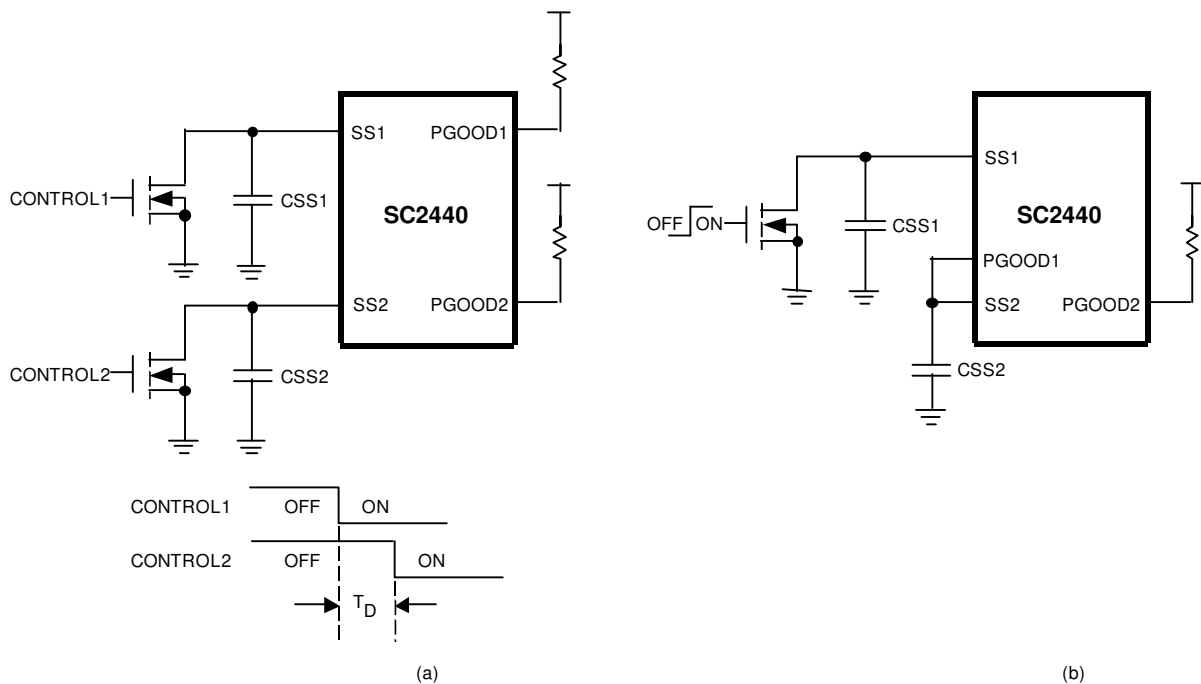 SS1 PGOOD1
CONTROL1 CSS1
SC2440
SS2 PGOOD2
CONTROL2 CSS2
CONTROL1 OFF ON
CONTROL2 OFF ON
TD
(a)
SS1
OFF ON CSS1
SC2440
PGOOD1
SS2 PGOOD2
CSS2
(b)